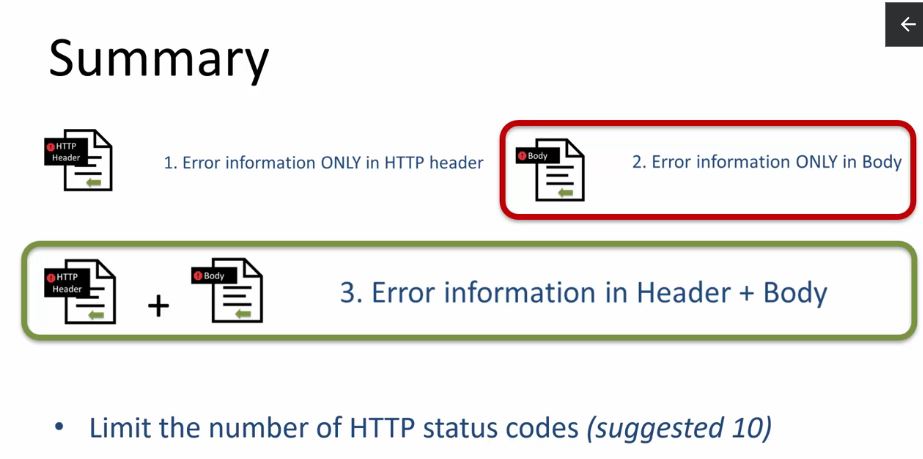 Summary
HTTP
Header
1. Error information ONLY in HTTP header
Body
2. Error information ONLY in Body
HTTP
Header
+
Body
3. Error information in Header + Body
• Limit the number of HTTP status codes (suggested 10)